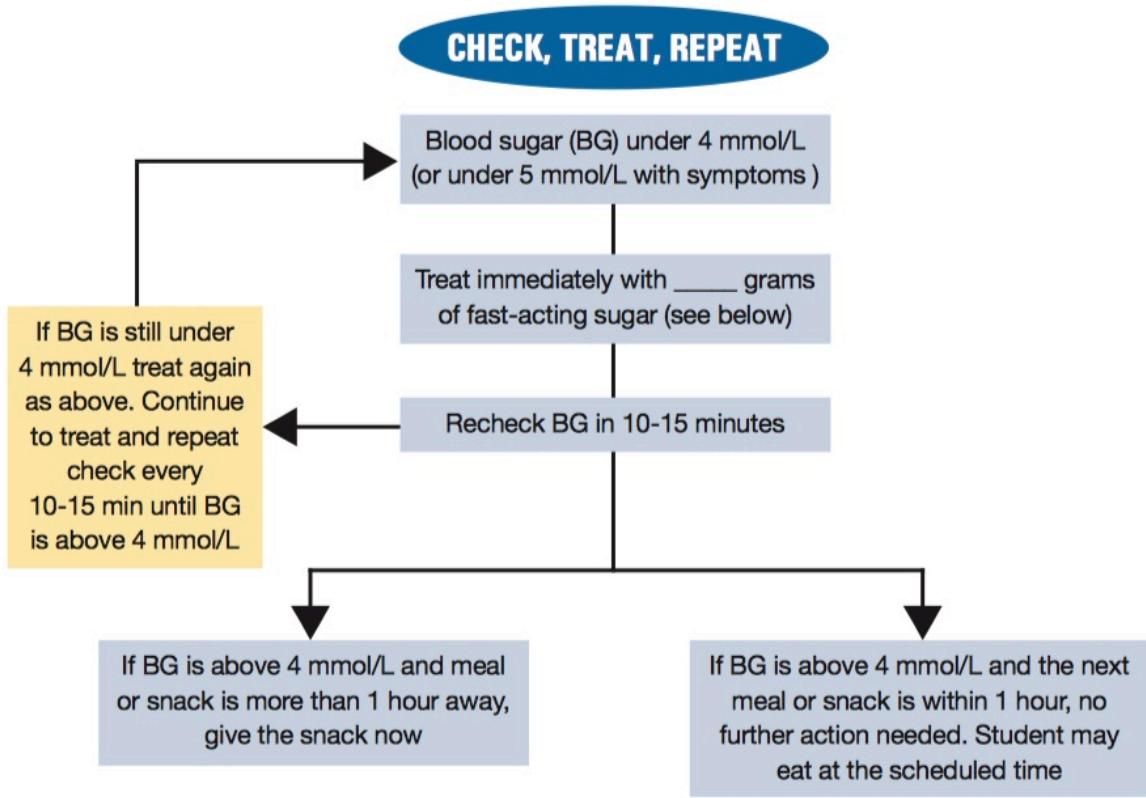 CHECK, TREAT, REPEAT
Blood sugar (BG) under 4 mmol/L
(or under 5 mmol/L with symptoms )
Treat immediately with _____ grams
of fast-acting sugar (see below)
Recheck BG in 10-15 minutes
If BG is still under
4 mmol/L treat again
as above. Continue
to treat and repeat
check every
10-15 min until BG
is above 4 mmol/L
If BG is above 4 mmol/L and meal
or snack is more than 1 hour away,
give the snack now
If BG is above 4 mmol/L and the next
meal or snack is within 1 hour, no
further action needed. Student may
eat at the scheduled time